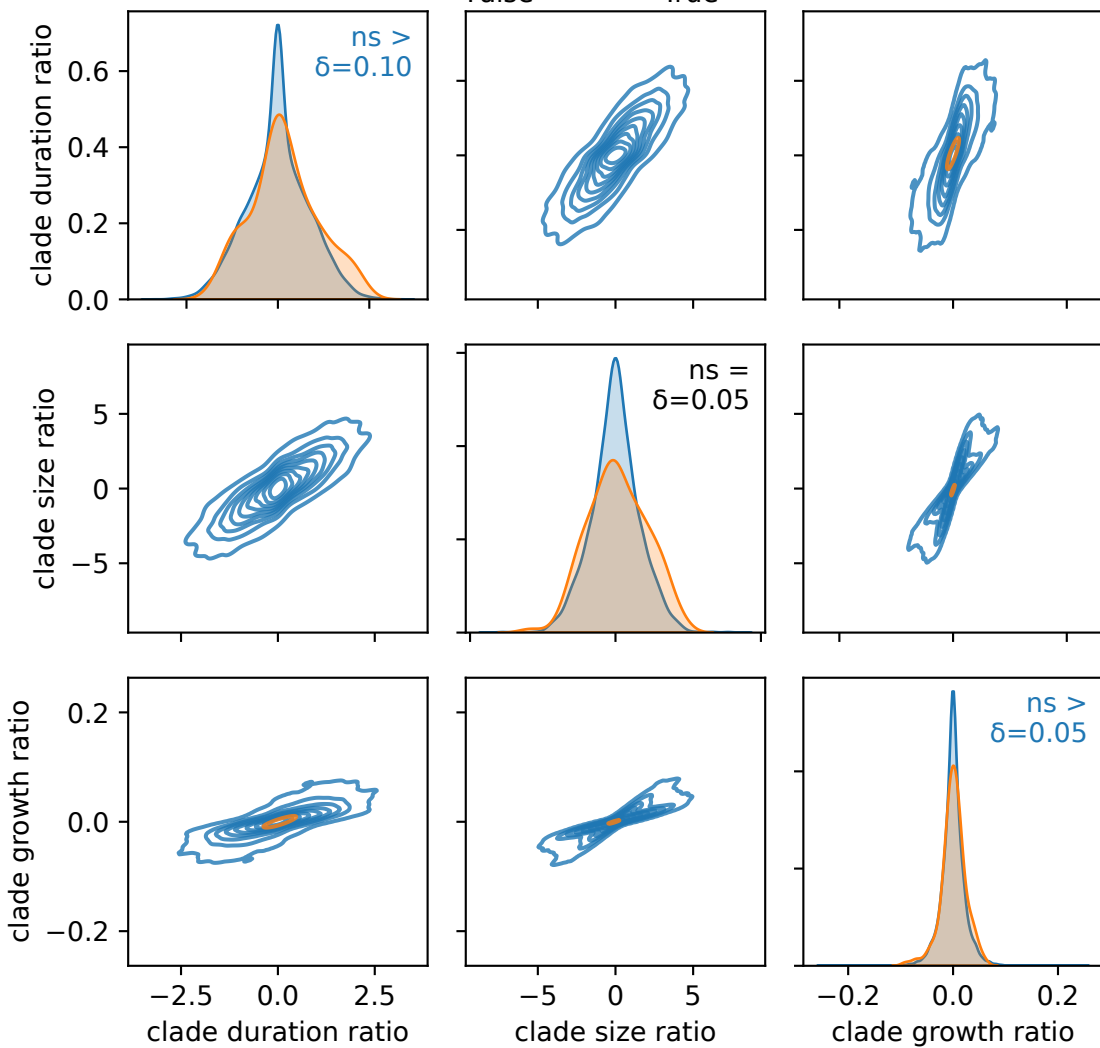 False True
clade duration ratio
0.6
0.4
0.2
0.0
ns >
δ=0.10
clade size ratio
5
0
−5
ns =
δ=0.05
clade growth ratio
0.2
0.0
−0.2
ns >
δ=0.05
−2.5 0.0 2.5
−5 0 5
−0.2 0.0 0.2
clade duration ratio
clade size ratio
clade growth ratio